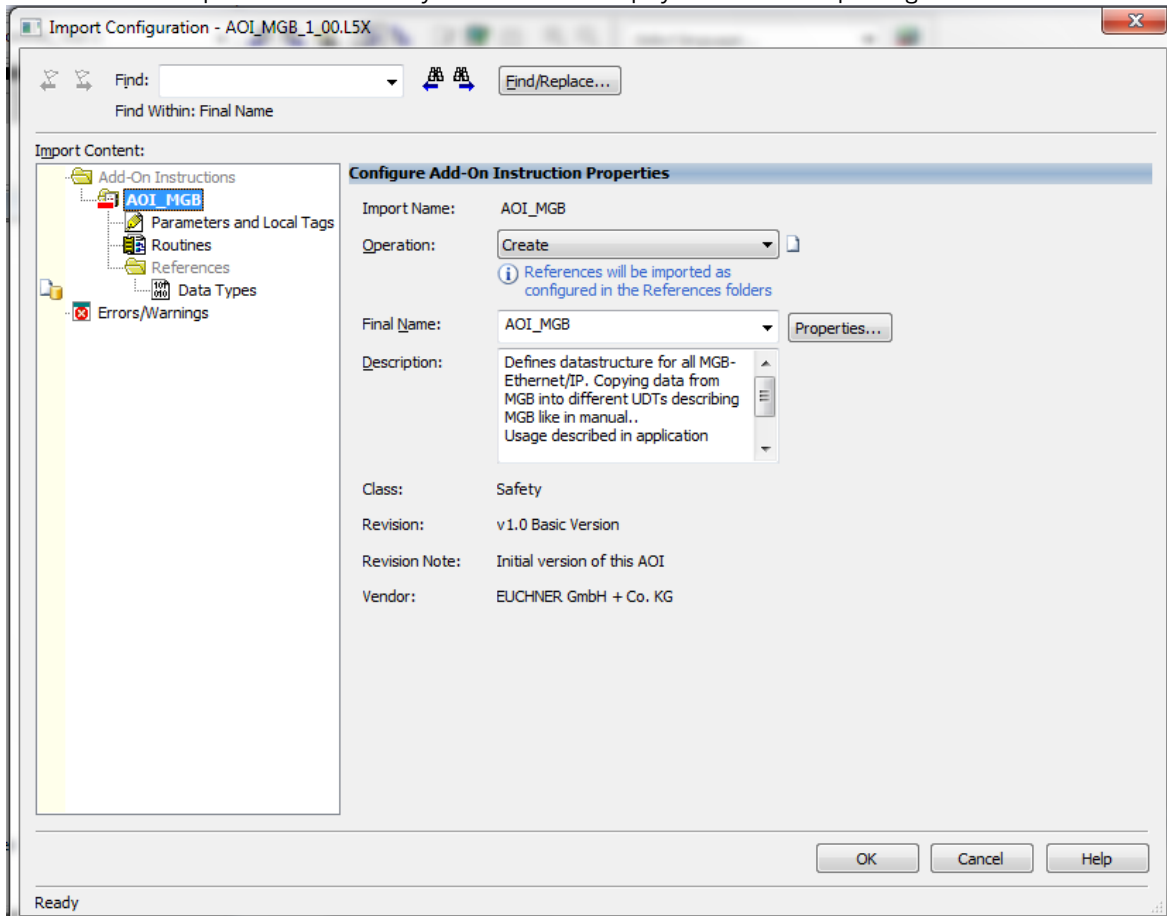 Import Configuration - AOI_MGB_1_00.L5X
Find:
Find/Replace...
Find Within: Final Name
Import Content:
Add-On Instructions
AOI_MGB
Parameters and Local Tags
Routines
References
Data Types
Errors/Warnings
Configure Add-On Instruction Properties
Import Name: AOI_MGB
Operation: Create
References will be imported as
configured in the References folders
Final Name: AOI_MGB Properties...
Description: Defines datastructure for all MGB-
Ethernet/IP. Copying data from
MGB into different UDTs describing
MGB like in manual..
Usage described in application
Class: Safety
Revision: v1.0 Basic Version
Revision Note: Initial version of this AOI
Vendor: EUCHNER GmbH + Co. KG
OK Cancel Help
Ready